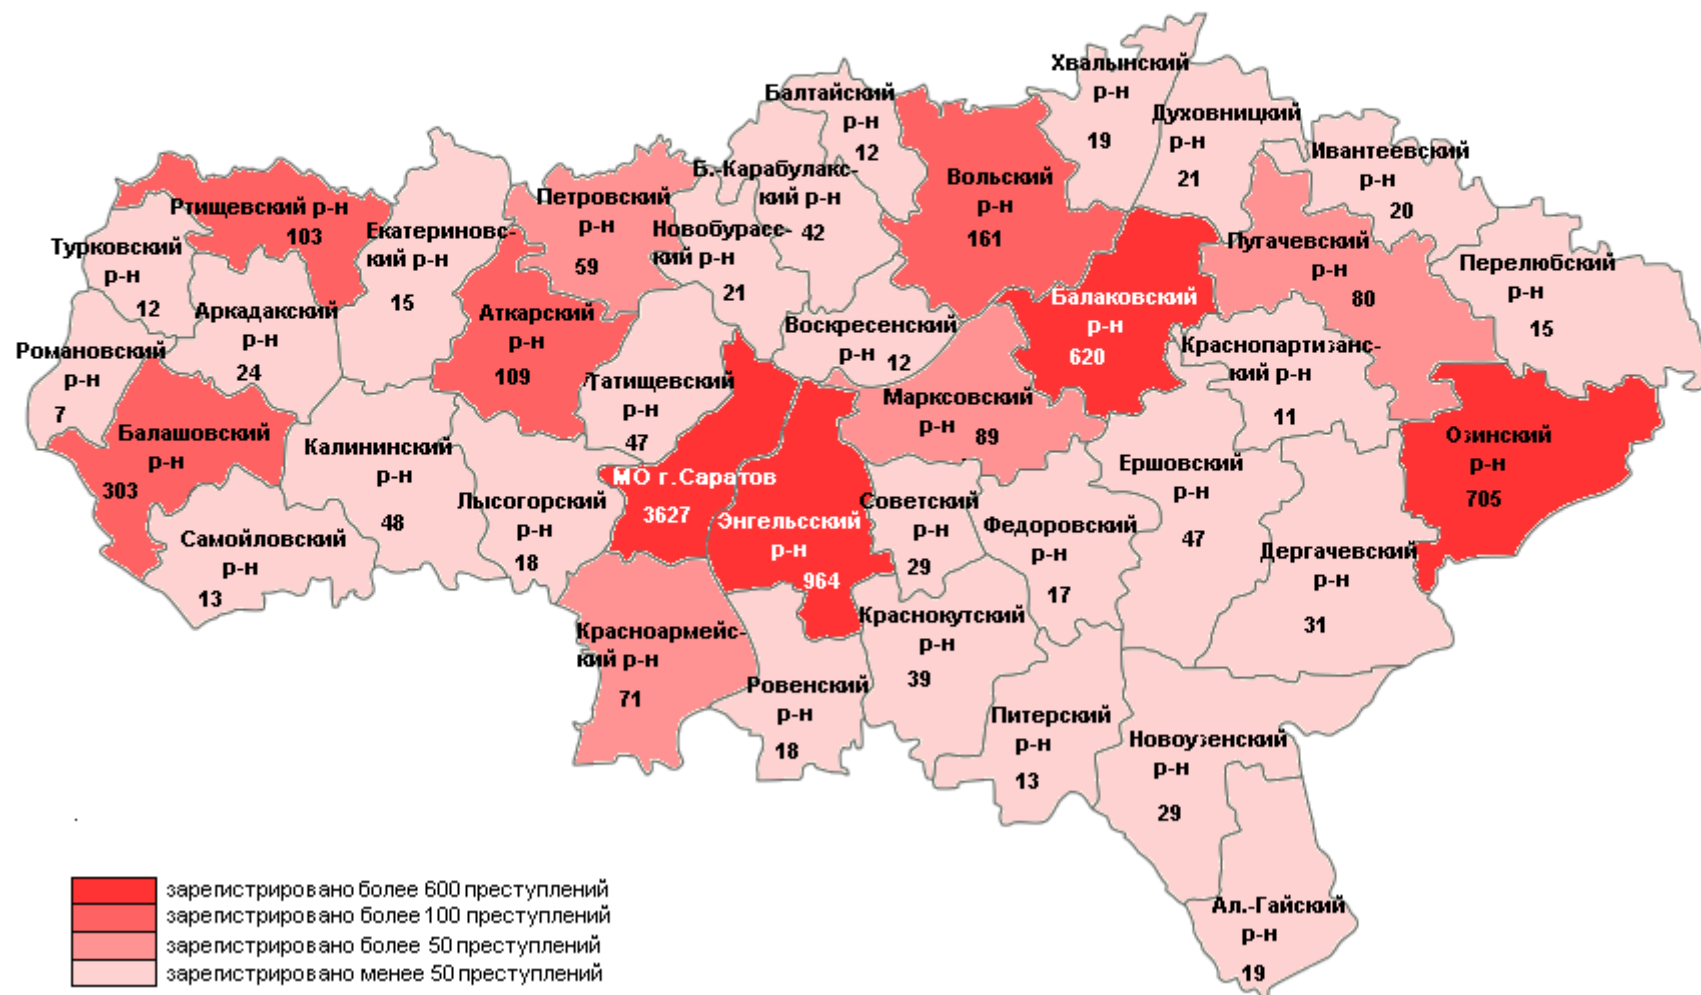 Хвалынский
р-н
19
Балтайский
р-н
12
Духовницкий
р-н
21
Ивантеевский
р-н
20
Б.-Карабулакс-
кий р-н
42
Вольский
р-н
161
Петровский
р-н
59
Ртищевский р-н
103
Екатериновс-
кий р-н
15
Новобурасс-
кий р-н
21
Турковский
р-н
12
Пугачевский
р-н
80
Перелюбский
р-н
15
Аркадакский
р-н
24
Аткарский
р-н
109
Балаковский
р-н
620
Воскресенский
р-н 12
Романовский
р-н
7
Татищевский
р-н
47
Краснопартизанс-
кий р-н
11
Марксовский
р-н 89
Балашовский
р-н
303
Калининский
р-н
48
Озинский
р-н
705
Ершовский
р-н
47
МО г.Саратов
3627
Лысогорский
р-н
18
Энгельсский
р-н
964
Советский
р-н
29
Федоровский
р-н
17
Самойловский
р-н
13
Дергачевский
р-н
31
Краснокутский
р-н
39
Красноармейс-
кий р-н
71
Ровенский
р-н
18
Питерский
р-н
13
Новоузенский
р-н
29
Ал.-Гайский
р-н
19
зарегистрировано более 600 преступлений
зарегистрировано более 100 преступлений
зарегистрировано более 50 преступлений
зарегистрировано менее 50 преступлений